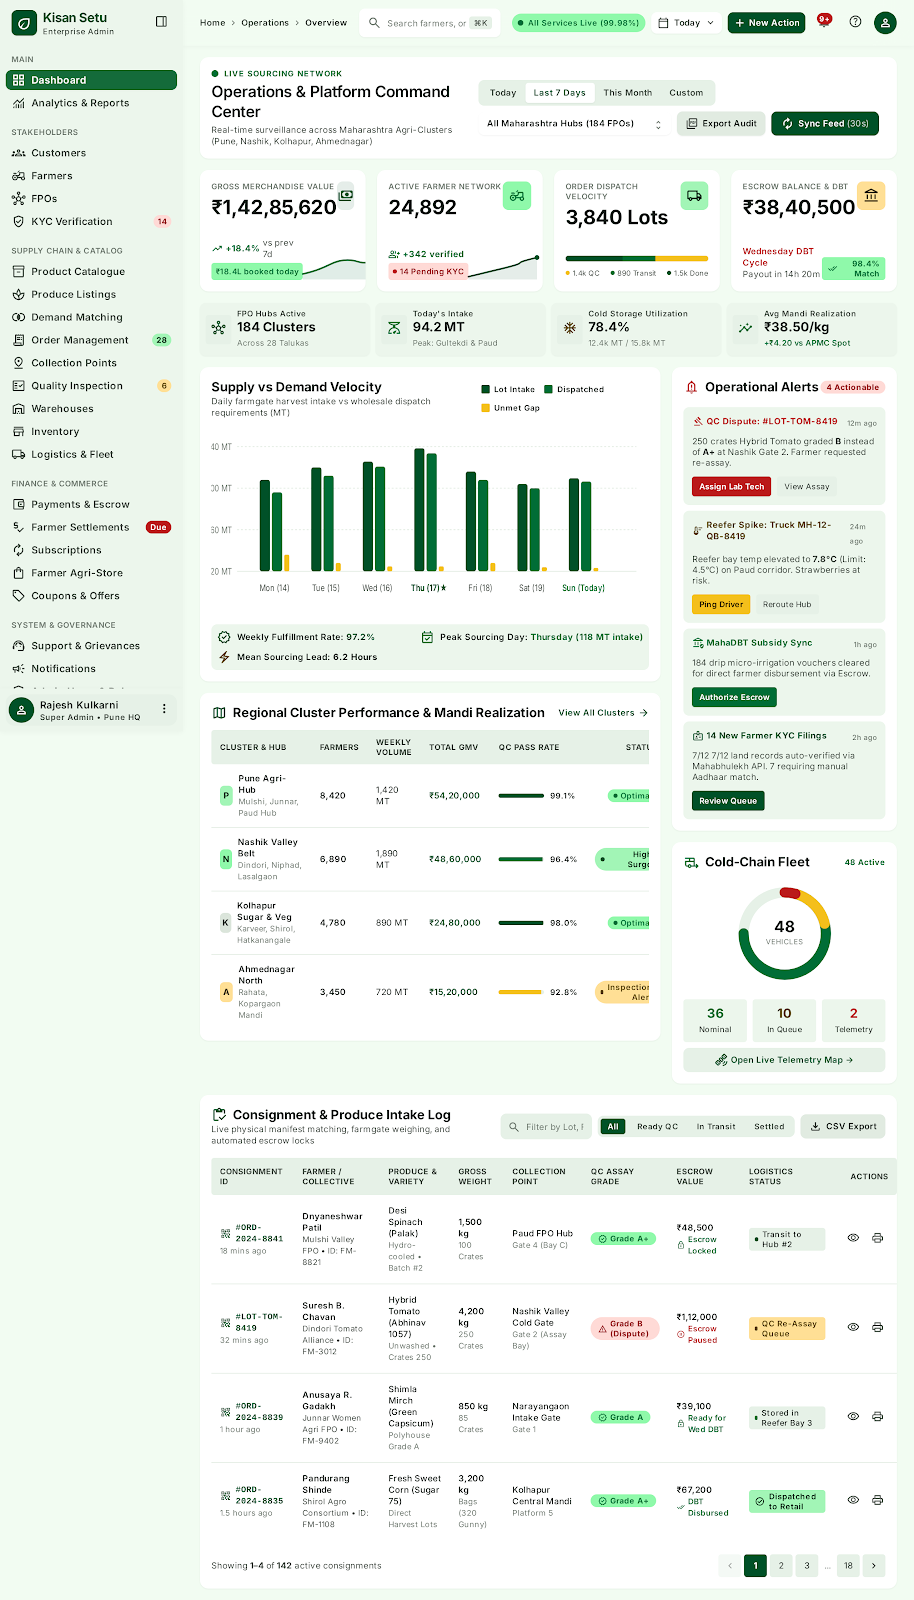 Kisan Setu
Enterprise Admin
MAIN
Dashboard
Analytics & Reports
STAKEHOLDERS
Customers
Farmers
FPOs
KYC Verification 14
SUPPLY CHAIN & CATALOG
Product Catalogue
Produce Listings
Demand Matching
Order Management 28
Collection Points
Quality Inspection 6
Warehouses
Inventory
Logistics & Fleet
FINANCE & COMMERCE
Payments & Escrow
Farmer Settlements Due
Subscriptions
Farmer Agri-Store
Coupons & Offers
SYSTEM & GOVERNANCE
Support & Grievances
Notifications
Rajesh Kulkarni
Super Admin • Pune HQ
Home > Operations > Overview
Search farmers, or ⌘K
All Services Live (99.98%)
Today
+ New Action
9+
LIVE SOURCING NETWORK
Operations & Platform Command
Center
Real-time surveillance across Maharashtra Agri-Clusters
(Pune, Nashik, Kolhapur, Ahmednagar)
Today Last 7 Days This Month Custom
All Maharashtra Hubs (184 FPOs)
Export Audit
Sync Feed (30s)
GROSS MERCHANDISE VALUE
₹1,42,85,620
+18.4% vs prev
7d
₹18.4L booked today
ACTIVE FARMER NETWORK
24,892
+342 verified
14 Pending KYC
ORDER DISPATCH
VELOCITY
3,840 Lots
1.4k QC 890 Transit 1.5k Done
ESCROW BALANCE & DBT
₹38,40,500
Wednesday DBT
Cycle
Payout in 14h 20m
98.4%
Match
FPO Hubs Active
184 Clusters
Across 28 Talukas
Today's Intake
94.2 MT
Peak: Gultekdi & Paud
Cold Storage Utilization
78.4%
12.4k MT / 15.8k MT
Avg Mandi Realization
₹38.50/kg
+₹4.20 vs APMC Spot
Supply vs Demand Velocity
Daily farmgate harvest intake vs wholesale dispatch
requirements (MT)
Lot Intake Dispatched
Unmet Gap
40 MT
00 MT
60 MT
20 MT
Mon (14) Tue (15) Wed (16) Thu (17)★ Fri (18) Sat (19) Sun (Today)
Weekly Fulfillment Rate: 97.2%
Peak Sourcing Day: Thursday (118 MT intake)
Mean Sourcing Lead: 6.2 Hours
Operational Alerts 4 Actionable
QC Dispute: #LOT-TOM-8419 12m ago
250 crates Hybrid Tomato graded B instead
of A+ at Nashik Gate 2. Farmer requested
re-assay.
Assign Lab Tech View Assay
Reefer Spike: Truck MH-12-
QB-8419
24m
ago
Reefer bay temp elevated to 7.8°C (Limit:
4.5°C) on Paud corridor. Strawberries at
risk.
Ping Driver Reroute Hub
MahaDBT Subsidy Sync 1h ago
184 drip micro-irrigation vouchers cleared
for direct farmer disbursement via Escrow.
Authorize Escrow
14 New Farmer KYC Filings 2h ago
7/12 7/12 land records auto-verified via
Mahabhulekh API. 7 requiring manual
Aadhaar match.
Review Queue
Regional Cluster Performance & Mandi Realization View All Clusters →
CLUSTER & HUB FARMERS WEEKLY
VOLUME TOTAL GMV QC PASS RATE STATU
P Pune Agri-
Hub
Mulshi, Junnar,
Paud Hub
8,420 1,420
MT ₹54,20,000 99.1% Optima
N Nashik Valley
Belt
Dindori, Niphad,
Lasalgaon
6,890 1,890
MT ₹48,60,000 96.4% High
Surge
K Kolhapur
Sugar & Veg
Karveer, Shirol,
Hatkanangale
4,780 890 MT ₹24,80,000 98.0% Optima
A Ahmednagar
North
Rahata,
Kopargaon
Mandi
3,450 720 MT ₹15,20,000 92.8% Inspection
Aler
Cold-Chain Fleet 48 Active
48
VEHICLES
36 10 2
Nominal In Queue Telemetry
Open Live Telemetry Map →
Consignment & Produce Intake Log
Live physical manifest matching, farmgate weighing, and
automated escrow locks
Filter by Lot, F
All Ready QC In Transit Settled
CSV Export
CONSIGNMENT
ID
FARMER /
COLLECTIVE
PRODUCE &
VARIETY
GROSS
WEIGHT
COLLECTION
POINT
QC ASSAY
GRADE
ESCROW
VALUE
LOGISTICS
STATUS
ACTIONS
#ORD-
2024-8841
18 mins ago
Dnyaneshwar
Patil
Mulshi Valley
FPO • ID: FM-
8821
Desi
Spinach
(Palak)
Hydro-
cooled •
Batch #2
1,500
kg
100
Crates
Paud FPO Hub
Gate 4 (Bay C)
Grade A+
₹48,500
Escrow
Locked
Transit to
Hub #2
#LOT-TOM-
8419
32 mins ago
Suresh B.
Chavan
Dindori Tomato
Alliance • ID:
FM-3012
Hybrid
Tomato
(Abhinav
1057)
Unwashed •
Crates 250
4,200
kg
250
Crates
Nashik Valley
Cold Gate
Gate 2 (Assay
Bay)
Grade B
(Dispute)
₹1,12,000
Escrow
Paused
QC Re-Assay
Queue
#ORD-
2024-8839
1 hour ago
Anusaya R.
Gadakh
Junnar Women
Agri FPO • ID:
FM-9402
Shimla
Mirch
(Green
Capsicum)
Polyhouse
Grade A
850 kg
85
Crates
Narayangaon
Intake Gate
Gate 1
Grade A
₹39,100
Ready for
Wed DBT
Stored in
Reefer Bay 3
#ORD-
2024-8835
1.5 hours ago
Pandurang
Shinde
Shirol Agro
Consortium • ID:
FM-1108
Fresh Sweet
Corn (Sugar
75)
Direct
Harvest Lots
3,200
kg
Bags
(320
Gunny)
Kolhapur
Central Mandi
Platform 5
Grade A+
₹67,200
DBT
Disbursed
Dispatched
to Retail
Showing 1–4 of 142 active consignments
‹ 1 2 3 ... 18 ›